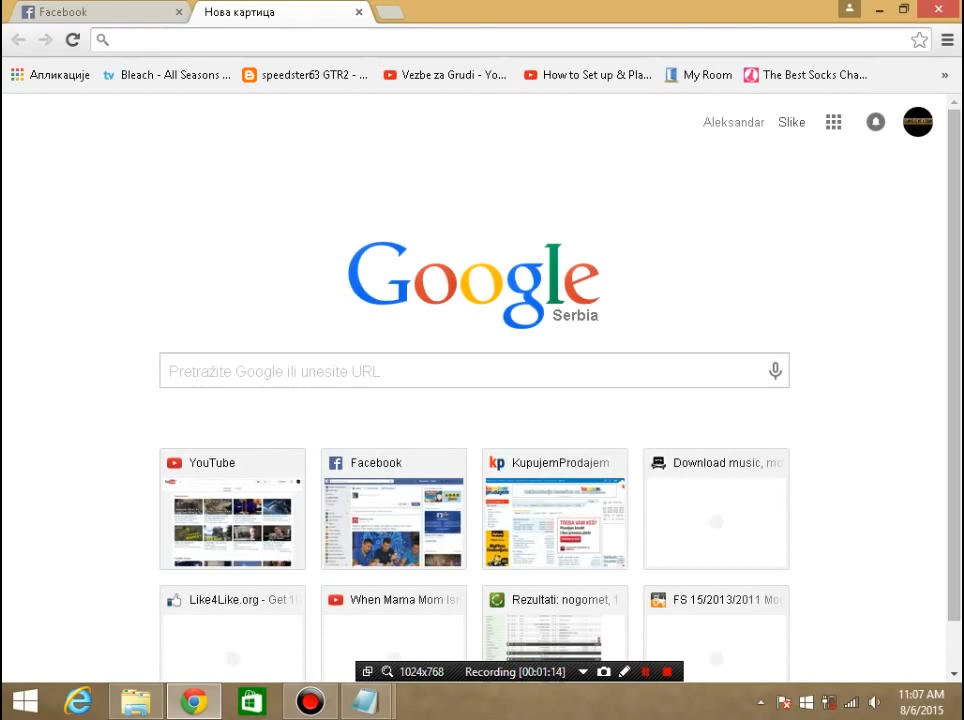 Facebook
Нова картица
Апликације
Bleach - All Seasons ...
speedster63 GTR2 - ...
Vezbe za Grudi - Yo...
How to Set up & Pla...
My Room
The Best Socks Cha...
»
Aleksandar
Slike
Google
Serbia
Pretražite Google ili unesite URL
YouTube
Facebook
kp KupujemProdajem
Download music, mo
Like4Like.org - Get 1
When Mama Mom Isn
Rezultati: nogomet, 1
FS 15/2013/2011 Mod
1024x768
Recording [00:01:14]
11:07 AM
8/6/2015